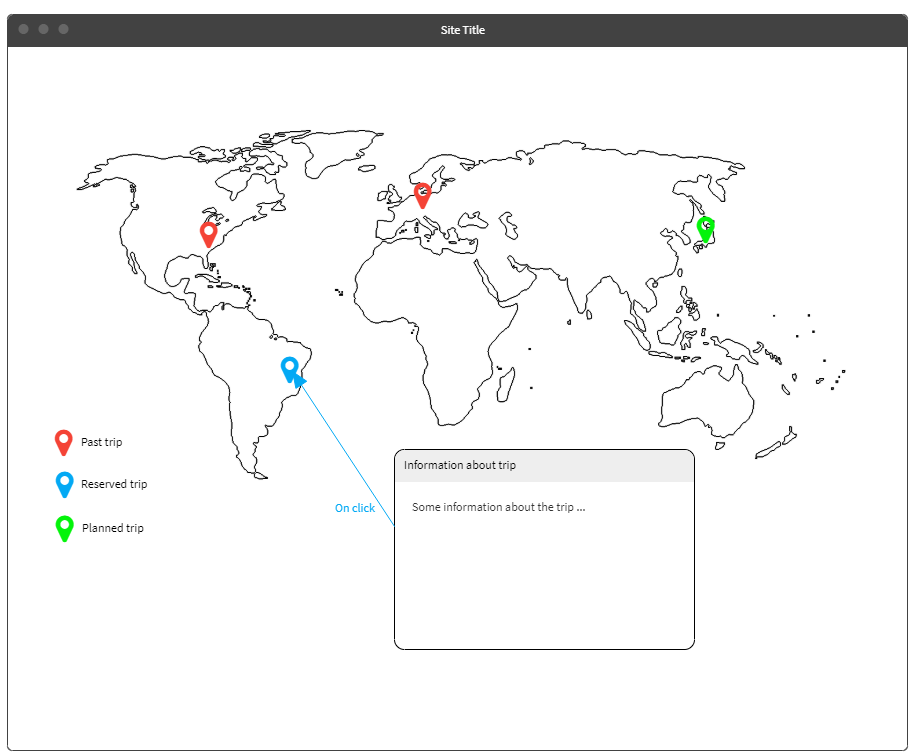 Site Title
Past trip
Information about trip
Reserved trip
On click
Some information about the trip ...
Planned trip